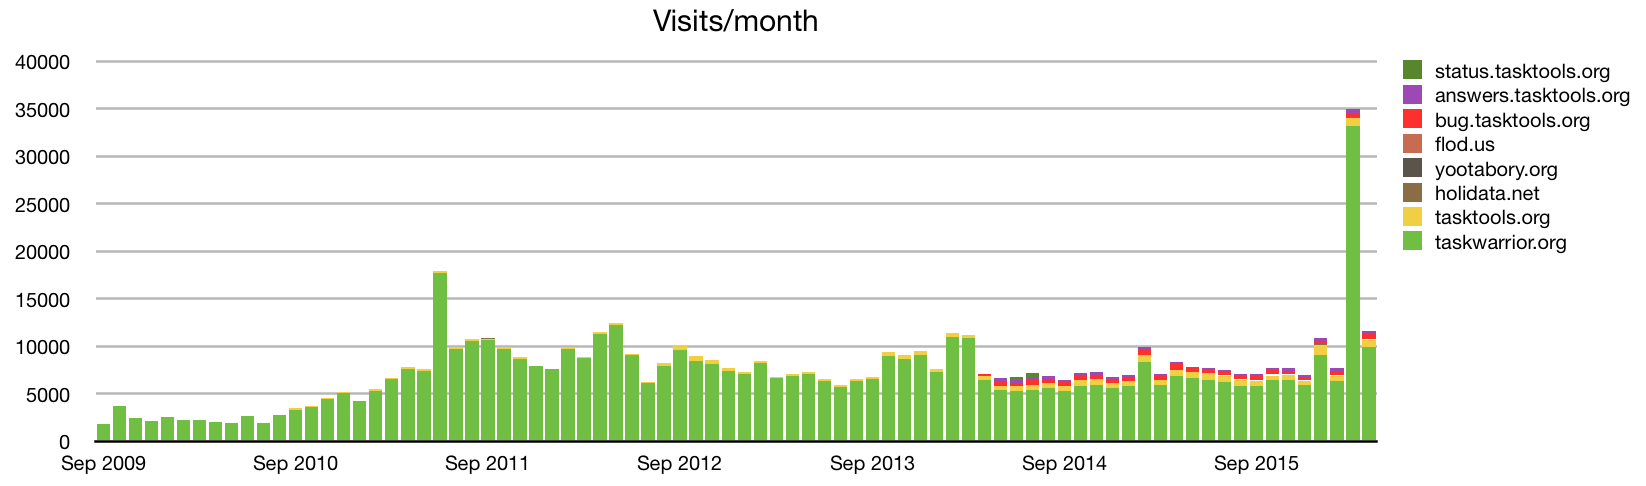 Visits/month
40000
35000
30000
25000
20000
15000
10000
5000
0
Sep 2009 Sep 2010 Sep 2011 Sep 2012 Sep 2013 Sep 2014 Sep 2015
status.tasktools.org
answers.tasktools.org
bug.tasktools.org
flod.us
yootabory.org
holidata.net
tasktools.org
taskwarrior.org